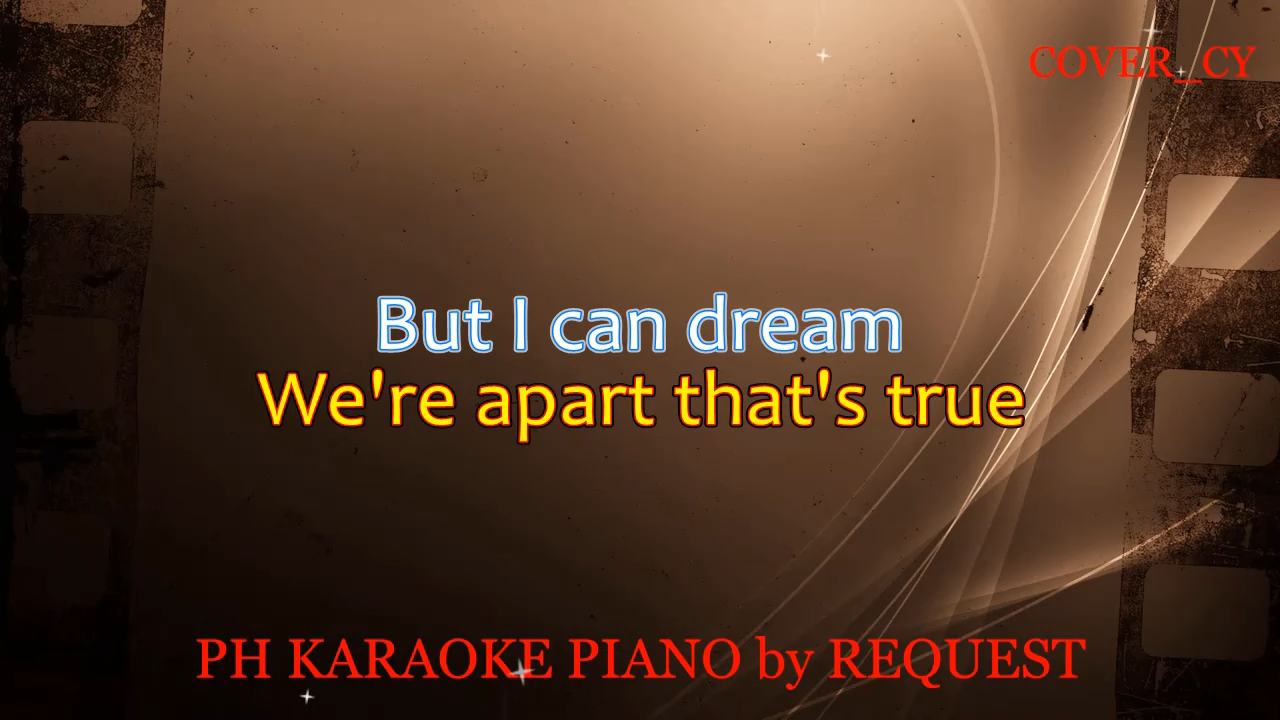 COVER_CY
But I can dream
We're apart that's true
PH KARAOKE PIANO by REQUEST